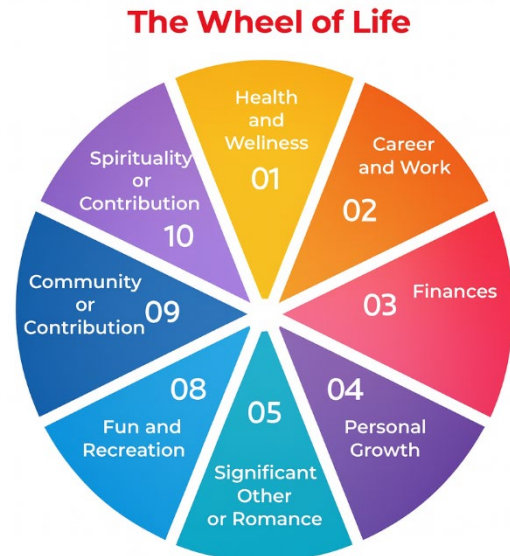 The Wheel of Life
Health
and
Wellness
01
Career
and Work
02
03
Finances
04
Personal
Growth
05
Significant
Other
or Romance
08
Fun and
Recreation
Community
or
Contribution
09
Spirituality
or
Contribution
10